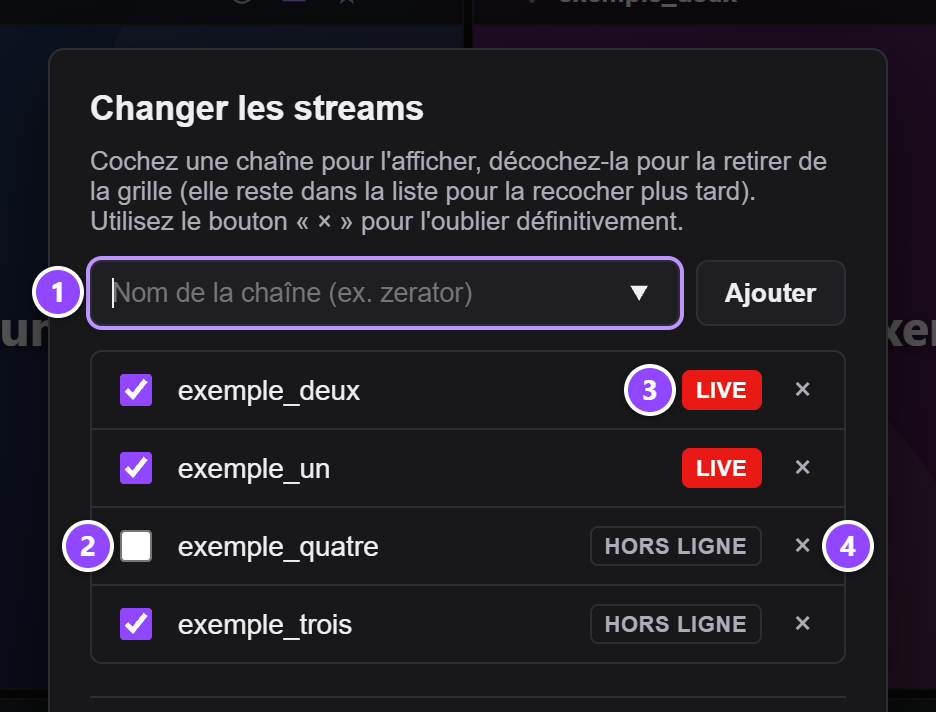 exemple_deux
Changer les streams
Cochez une chaîne pour l'afficher, décochez-la pour la retirer de
la grille (elle reste dans la liste pour la recocher plus tard).
Utilisez le bouton « × » pour l'oublier définitivement.
1 Nom de la chaîne (ex. zerator) ▼ Ajouter
exemple_deux 3 LIVE ×
exemple_un LIVE ×
2 exemple_quatre HORS LIGNE × 4
exemple_trois HORS LIGNE ×